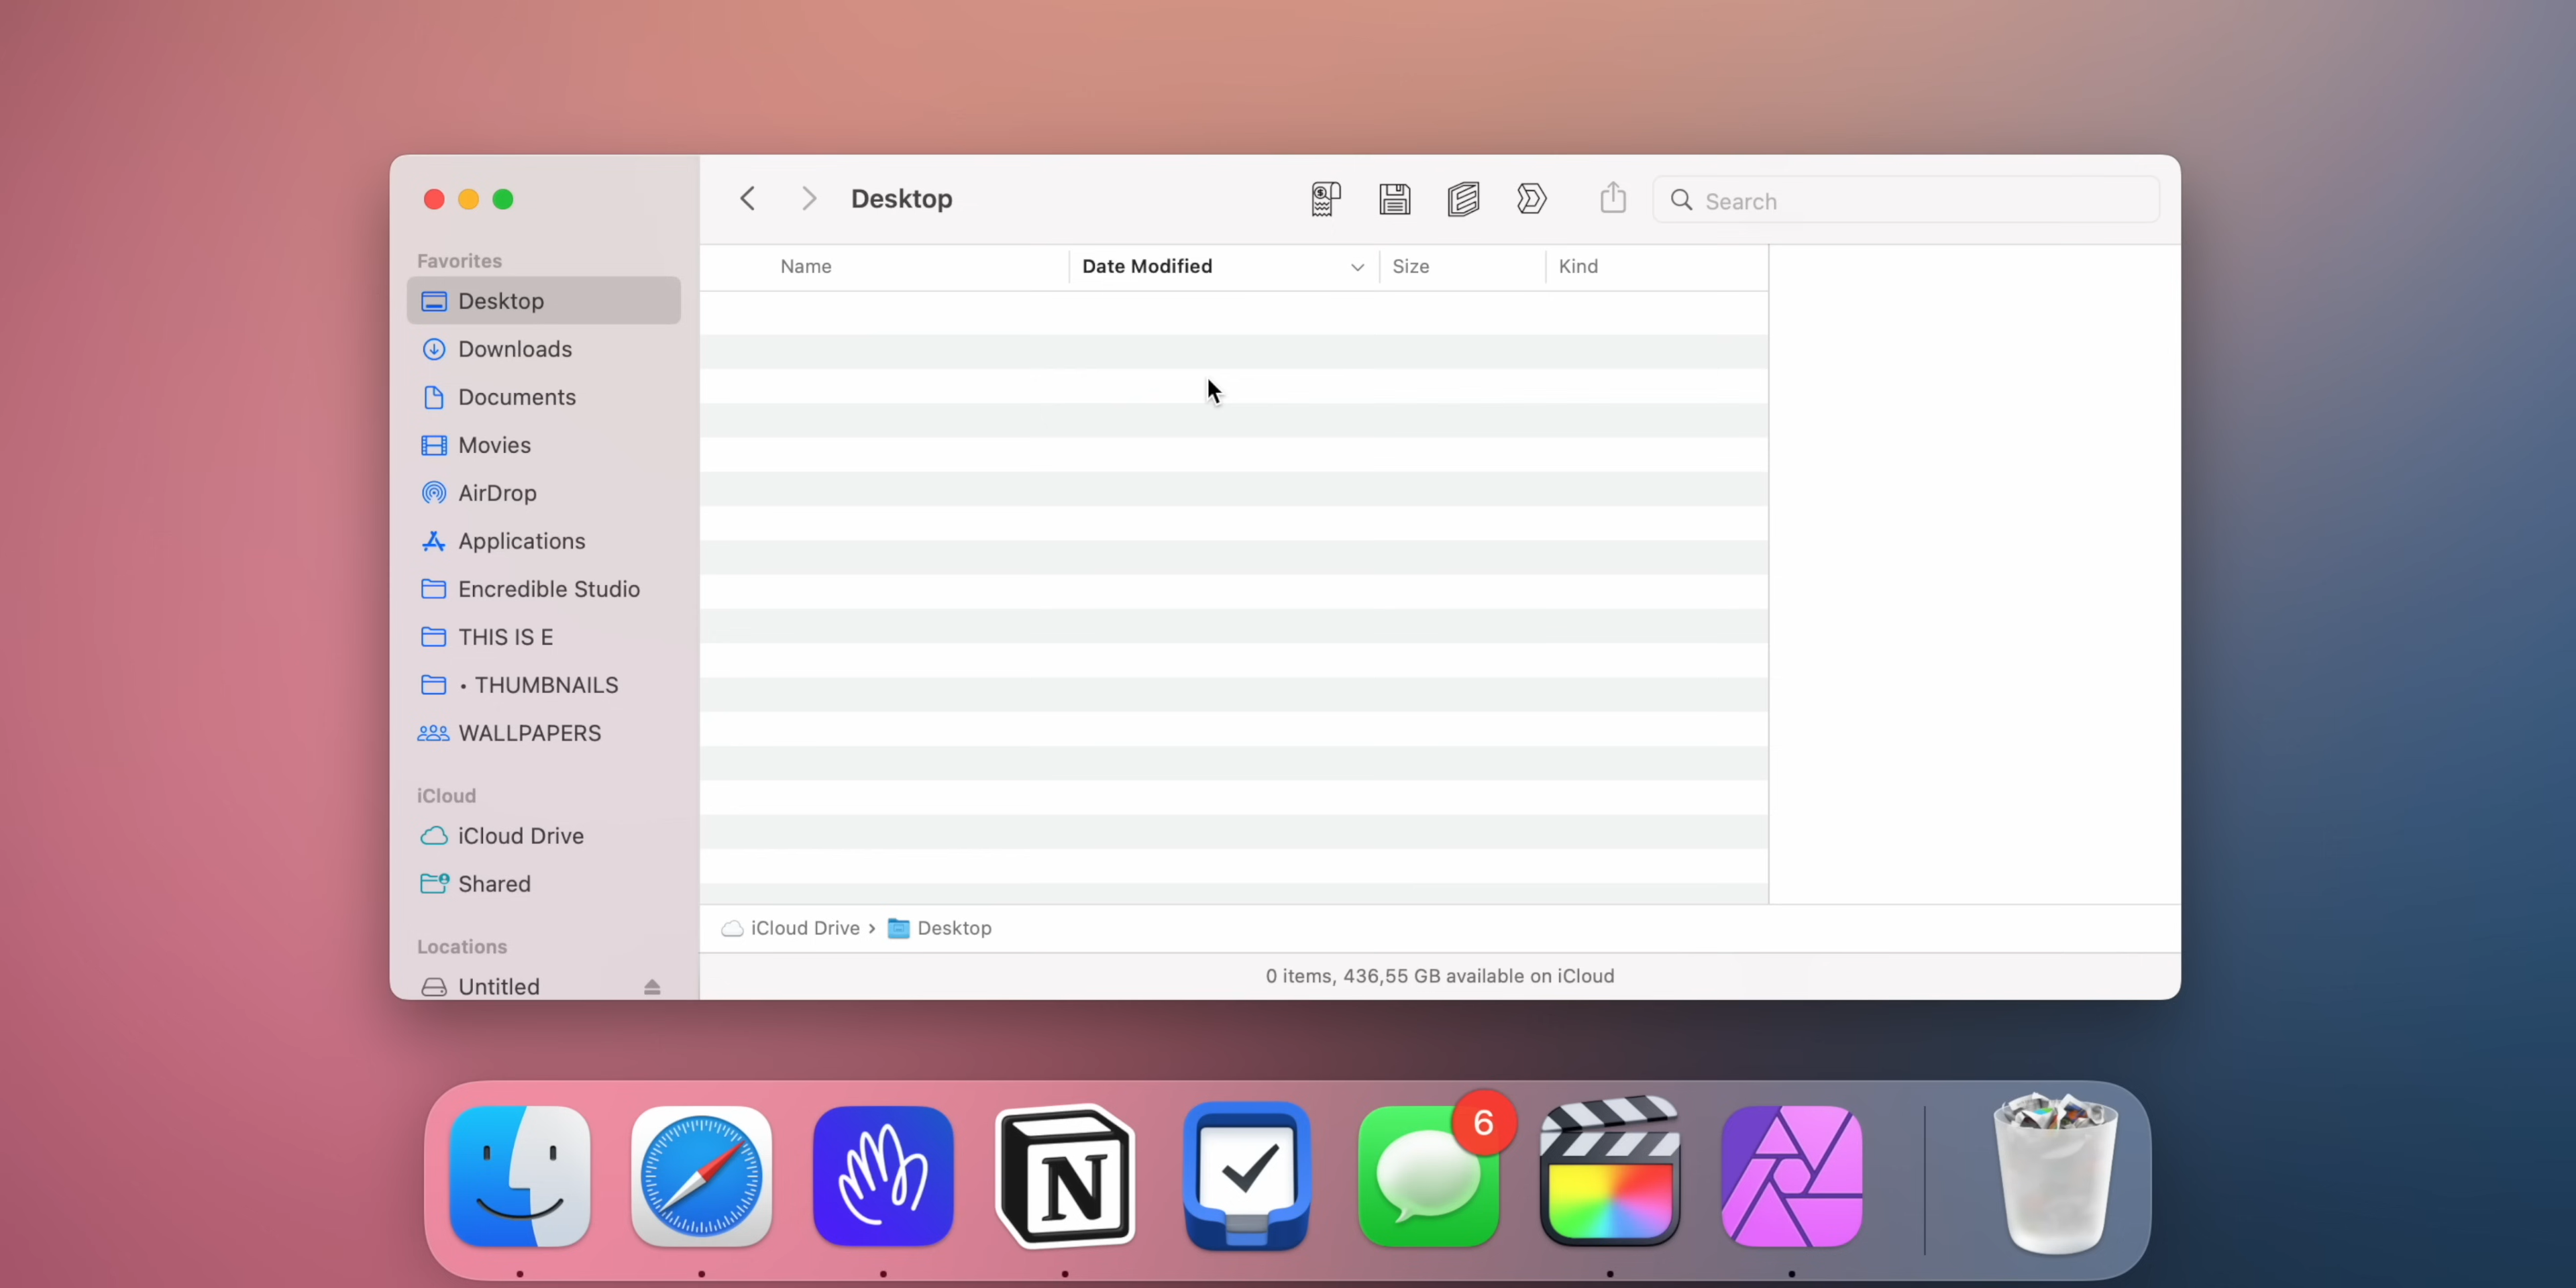 Desktop
Search
Favorites
Desktop
Downloads
Documents
Movies
AirDrop
Applications
Encredible Studio
THIS IS E
• THUMBNAILS
WALLPAPERS
iCloud
iCloud Drive
Shared
Locations
Untitled
Name Date Modified Size Kind
iCloud Drive › Desktop
0 items, 436,55 GB available on iCloud
N
6